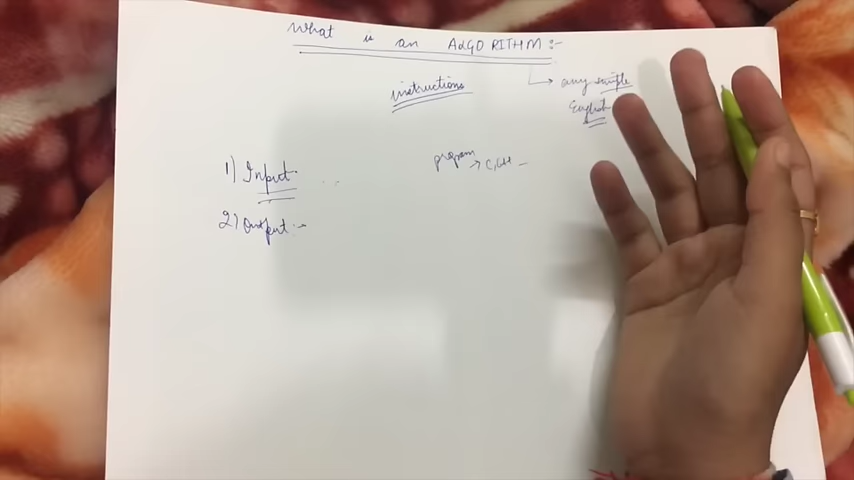 What is an ALGORITHM :-
instructions
any simple
English
1) Input
program
→ C, C++ -
2) Output :-